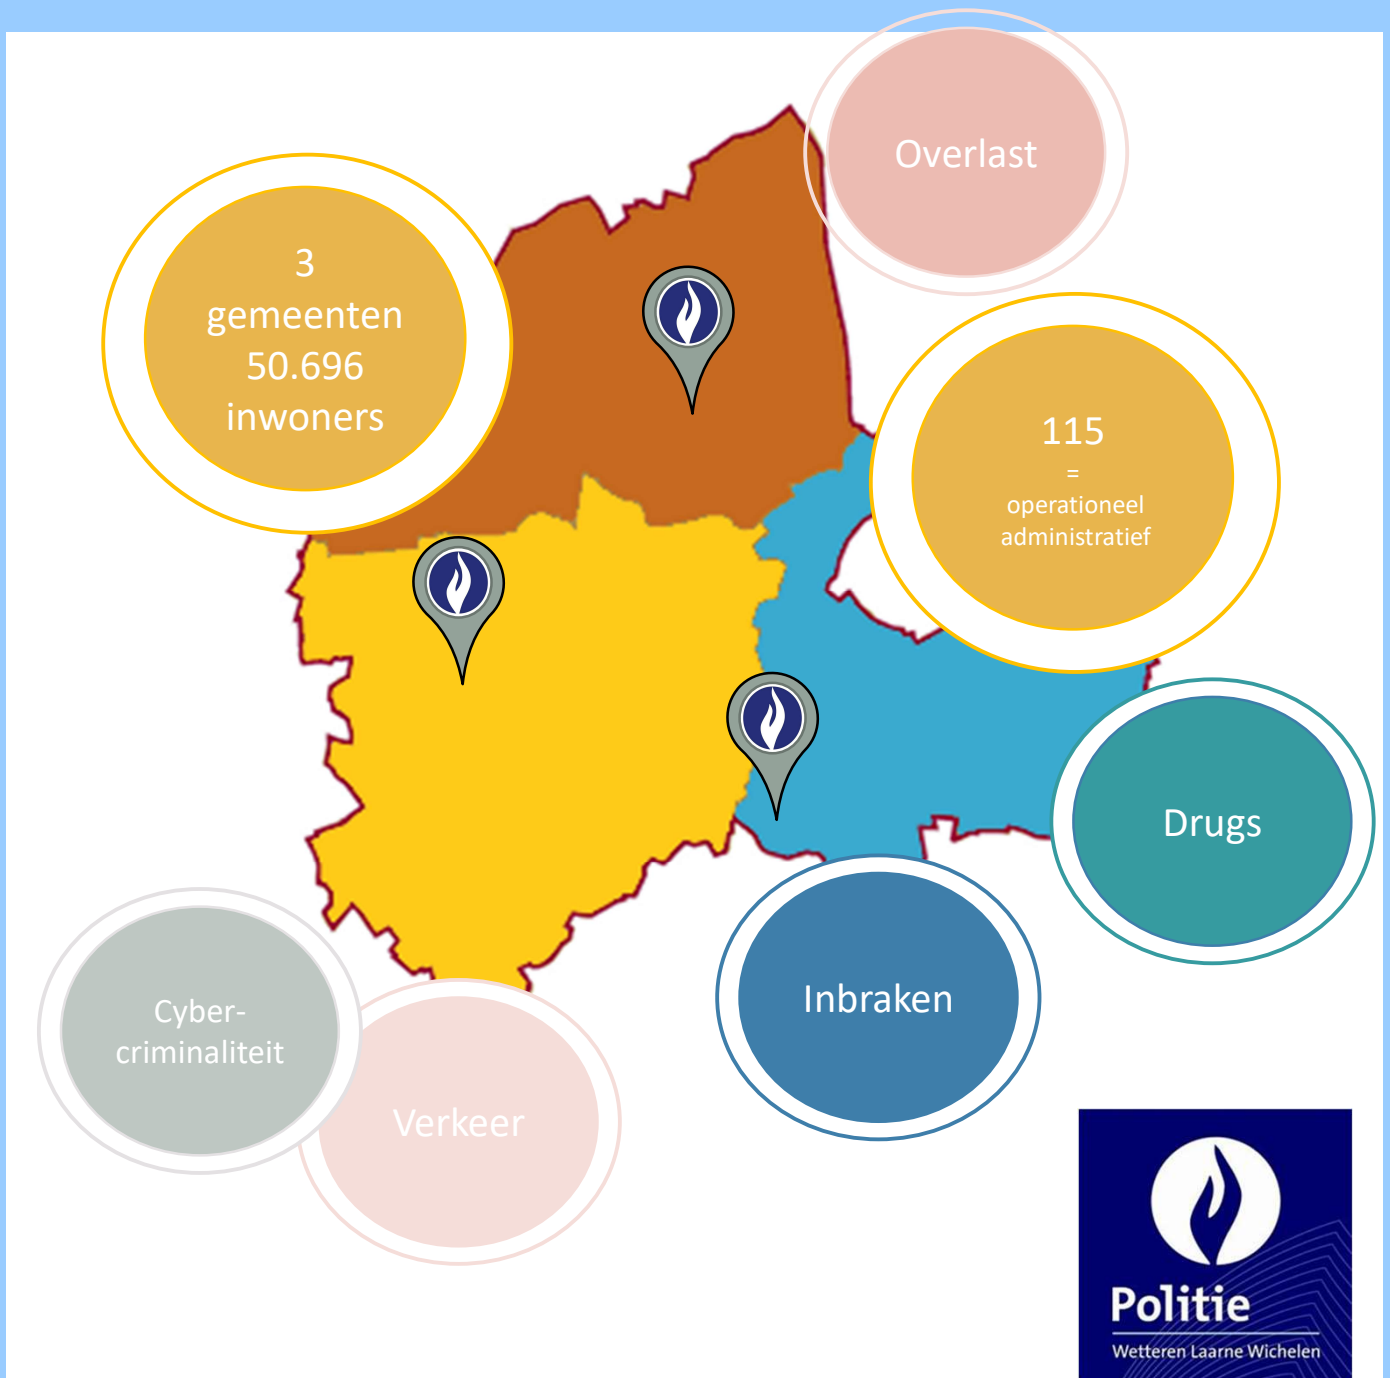 Overlast
3
gemeenten
50.696
inwoners
115
=
operationeel
administratief
Drugs
Inbraken
Cyber-
criminaliteit
Verkeer
Politie
Wetteren Laarne Wichelen